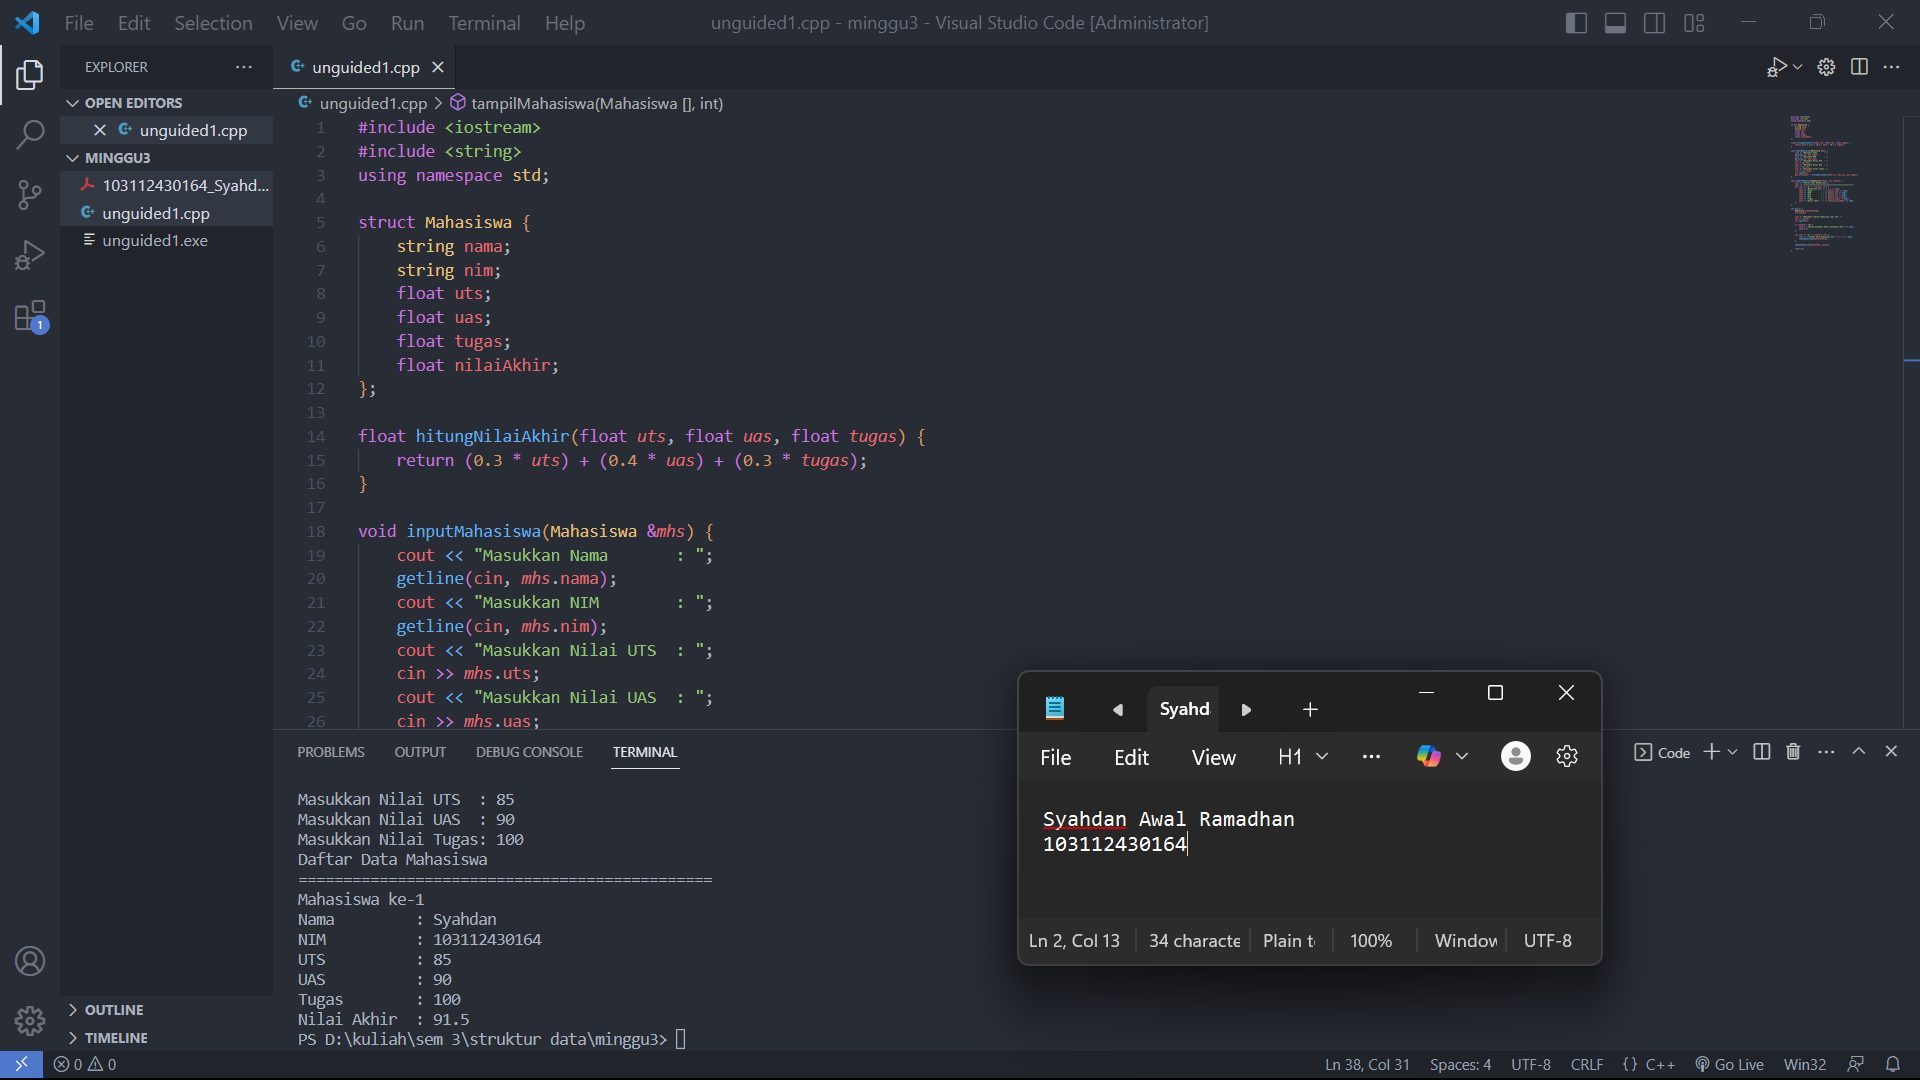 File Edit Selection View Go Run Terminal Help
unguided1.cpp - minggu3 - Visual Studio Code [Administrator]
EXPLORER
OPEN EDITORS
unguided1.cpp
MINGGU3
103112430164_Syahd...
unguided1.cpp
unguided1.exe
1
OUTLINE
TIMELINE
unguided1.cpp
unguided1.cpp > tampilMahasiswa(Mahasiswa [], int)
1 #include <iostream>
2 #include <string>
3 using namespace std;
4
5 struct Mahasiswa {
6 string nama;
7 string nim;
8 float uts;
9 float uas;
10 float tugas;
11 float nilaiAkhir;
12 };
13
14 float hitungNilaiAkhir(float uts, float uas, float tugas) {
15 return (0.3 * uts) + (0.4 * uas) + (0.3 * tugas);
16 }
17
18 void inputMahasiswa(Mahasiswa &mhs) {
19 cout << "Masukkan Nama       : ";
20 getline(cin, mhs.nama);
21 cout << "Masukkan NIM        : ";
22 getline(cin, mhs.nim);
23 cout << "Masukkan Nilai UTS  : ";
24 cin >> mhs.uts;
25 cout << "Masukkan Nilai UAS  : ";
26 cin >> mhs.uas;
PROBLEMS OUTPUT DEBUG CONSOLE TERMINAL
Code
Masukkan Nilai UTS  : 85
Masukkan Nilai UAS  : 90
Masukkan Nilai Tugas: 100
Daftar Data Mahasiswa
==============================================
Mahasiswa ke-1
Nama         : Syahdan
NIM          : 103112430164
UTS          : 85
UAS          : 90
Tugas        : 100
Nilai Akhir  : 91.5
PS D:\kuliah\sem 3\struktur data\minggu3>
Syahd
File Edit View H1
Syahdan Awal Ramadhan
103112430164
Ln 2, Col 13 34 characte Plain t 100% Window UTF-8
0 0
Ln 38, Col 31 Spaces: 4 UTF-8 CRLF {} C++ Go Live Win32